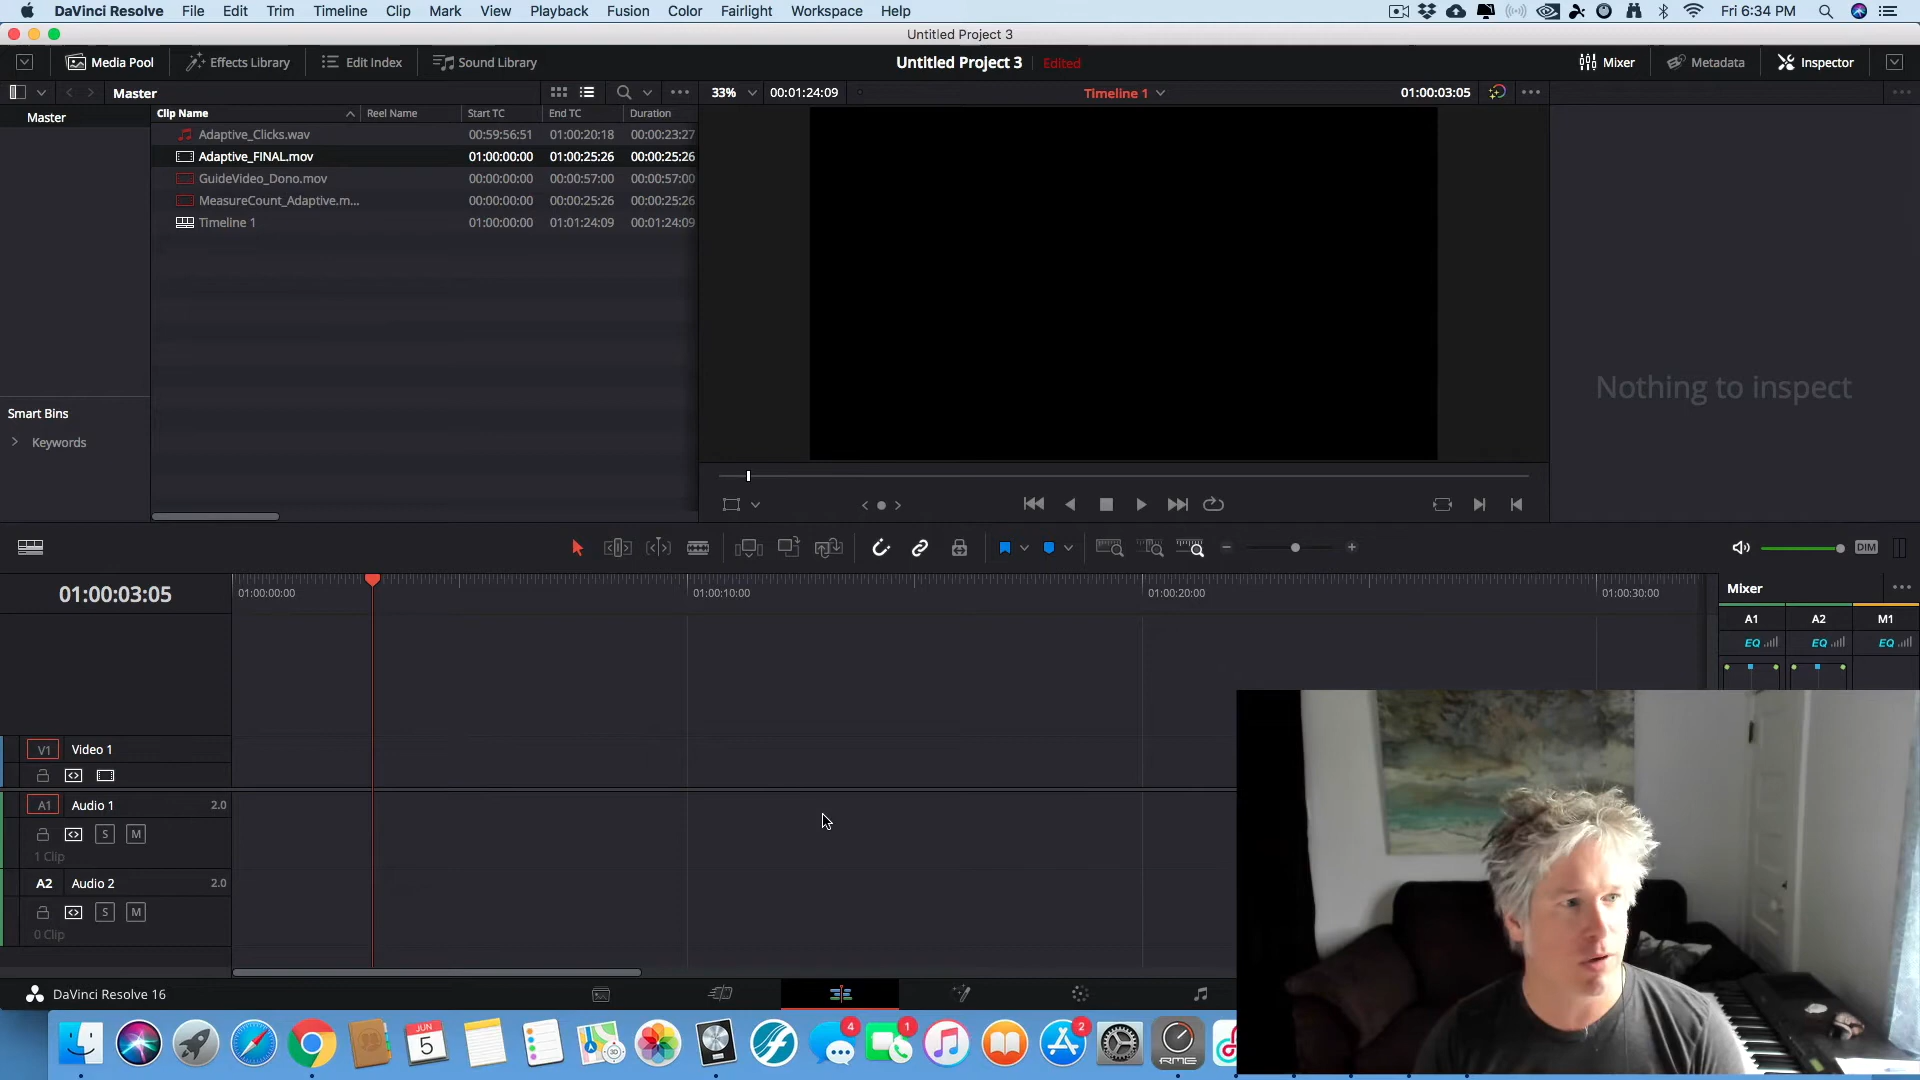 DaVinci Resolve File Edit Trim Timeline Clip Mark View Playback Fusion Color Fairlight Workspace Help Fri 6:34 PM
Untitled Project 3
Media Pool Effects Library Edit Index Sound Library Untitled Project 3 Edited Mixer Metadata Inspector
Master 33% 00:01:24:09 Timeline 1 01:00:03:05
Master Clip Name Reel Name Start TC End TC Duration
Adaptive_Clicks.wav 00:59:56:51 01:00:20:18 00:00:23:27
Adaptive_FINAL.mov 01:00:00:00 01:00:25:26 00:00:25:26
GuideVideo_Dono.mov 00:00:00:00 00:00:57:00 00:00:57:00
MeasureCount_Adaptive.m... 00:00:00:00 00:00:25:26 00:00:25:26
Timeline 1 01:00:00:00 01:01:24:09 00:01:24:09
Nothing to inspect
Smart Bins
Keywords
DIM
01:00:03:05 01:00:00:00 01:00:10:00 01:00:20:00 01:00:30:00 Mixer
A1 A2 M1
EQ EQ EQ
V1 Video 1
A1 Audio 1 2.0
S M
1 Clip
A2 Audio 2 2.0
S M
0 Clip
DaVinci Resolve 16
JUN
5
3D
4
1
2
RME